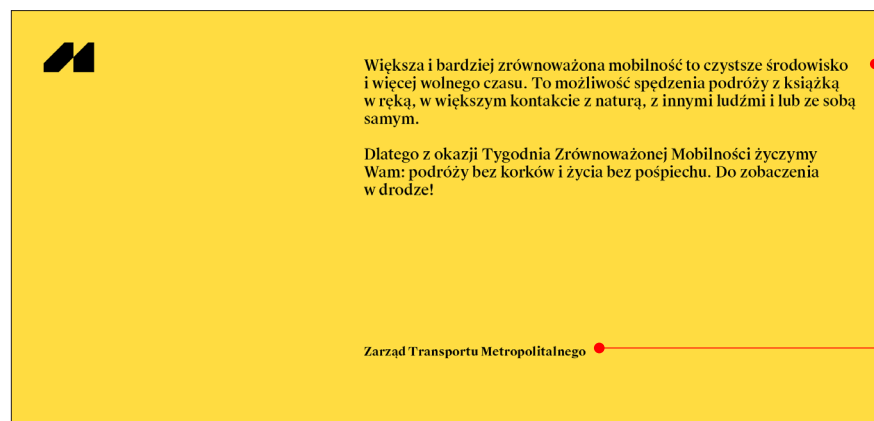 Większa i bardziej zrównoważona mobilność to czystsze środowisko
i więcej wolnego czasu. To możliwość spędzenia podróży z książką
w ręką, w większym kontakcie z naturą, z innymi ludźmi i lub ze sobą
samym.
Dlatego z okazji Tygodnia Zrównoważonej Mobilności życzymy
Wam: podróży bez korków i życia bez pośpiechu. Do zobaczenia
w drodze!
Zarząd Transportu Metropolitalnego